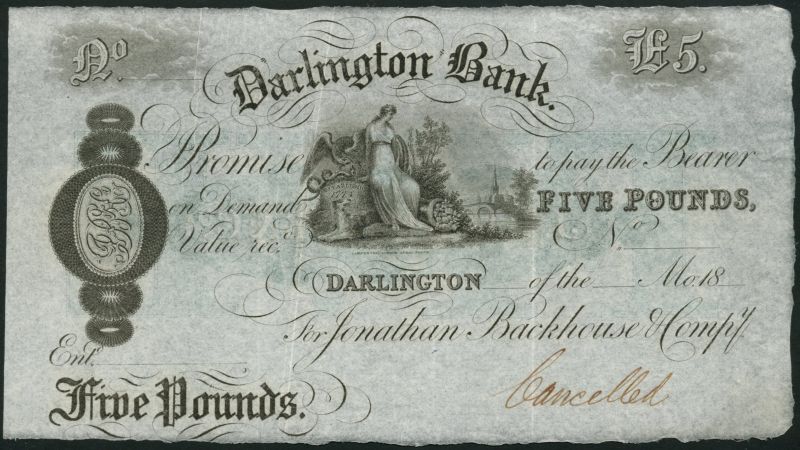 No.
£5.
Darlington Bank.
I Promise to pay the Bearer
on Demand FIVE POUNDS,
Value rec.d No
DARLINGTON of the Mo. 18
For Jonathan Backhouse & Compy.
Ent.
Cancelled
Five Pounds.